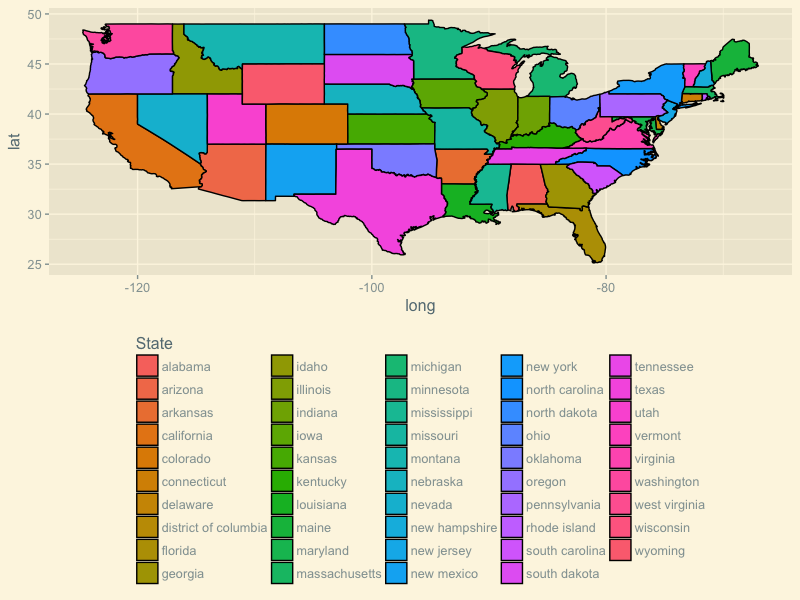 50
45
40
35
30
25
lat
-120 -100 -80
long
State
alabama idaho michigan new york tennessee
arizona illinois minnesota north carolina texas
arkansas indiana mississippi north dakota utah
california iowa missouri ohio vermont
colorado kansas montana oklahoma virginia
connecticut kentucky nebraska oregon washington
delaware louisiana nevada pennsylvania west virginia
district of columbia maine new hampshire rhode island wisconsin
florida maryland new jersey south carolina wyoming
georgia massachusetts new mexico south dakota